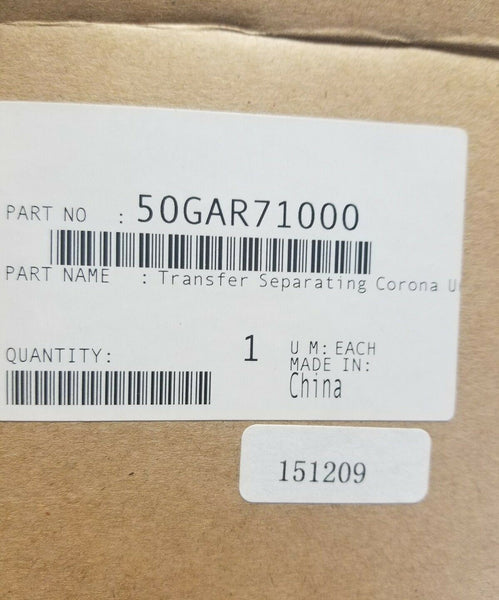 PART NO : 50GAR71000
PART NAME : Transfer Separating Corona U
QUANTITY: 1 U M: EACH
MADE IN:
China
151209